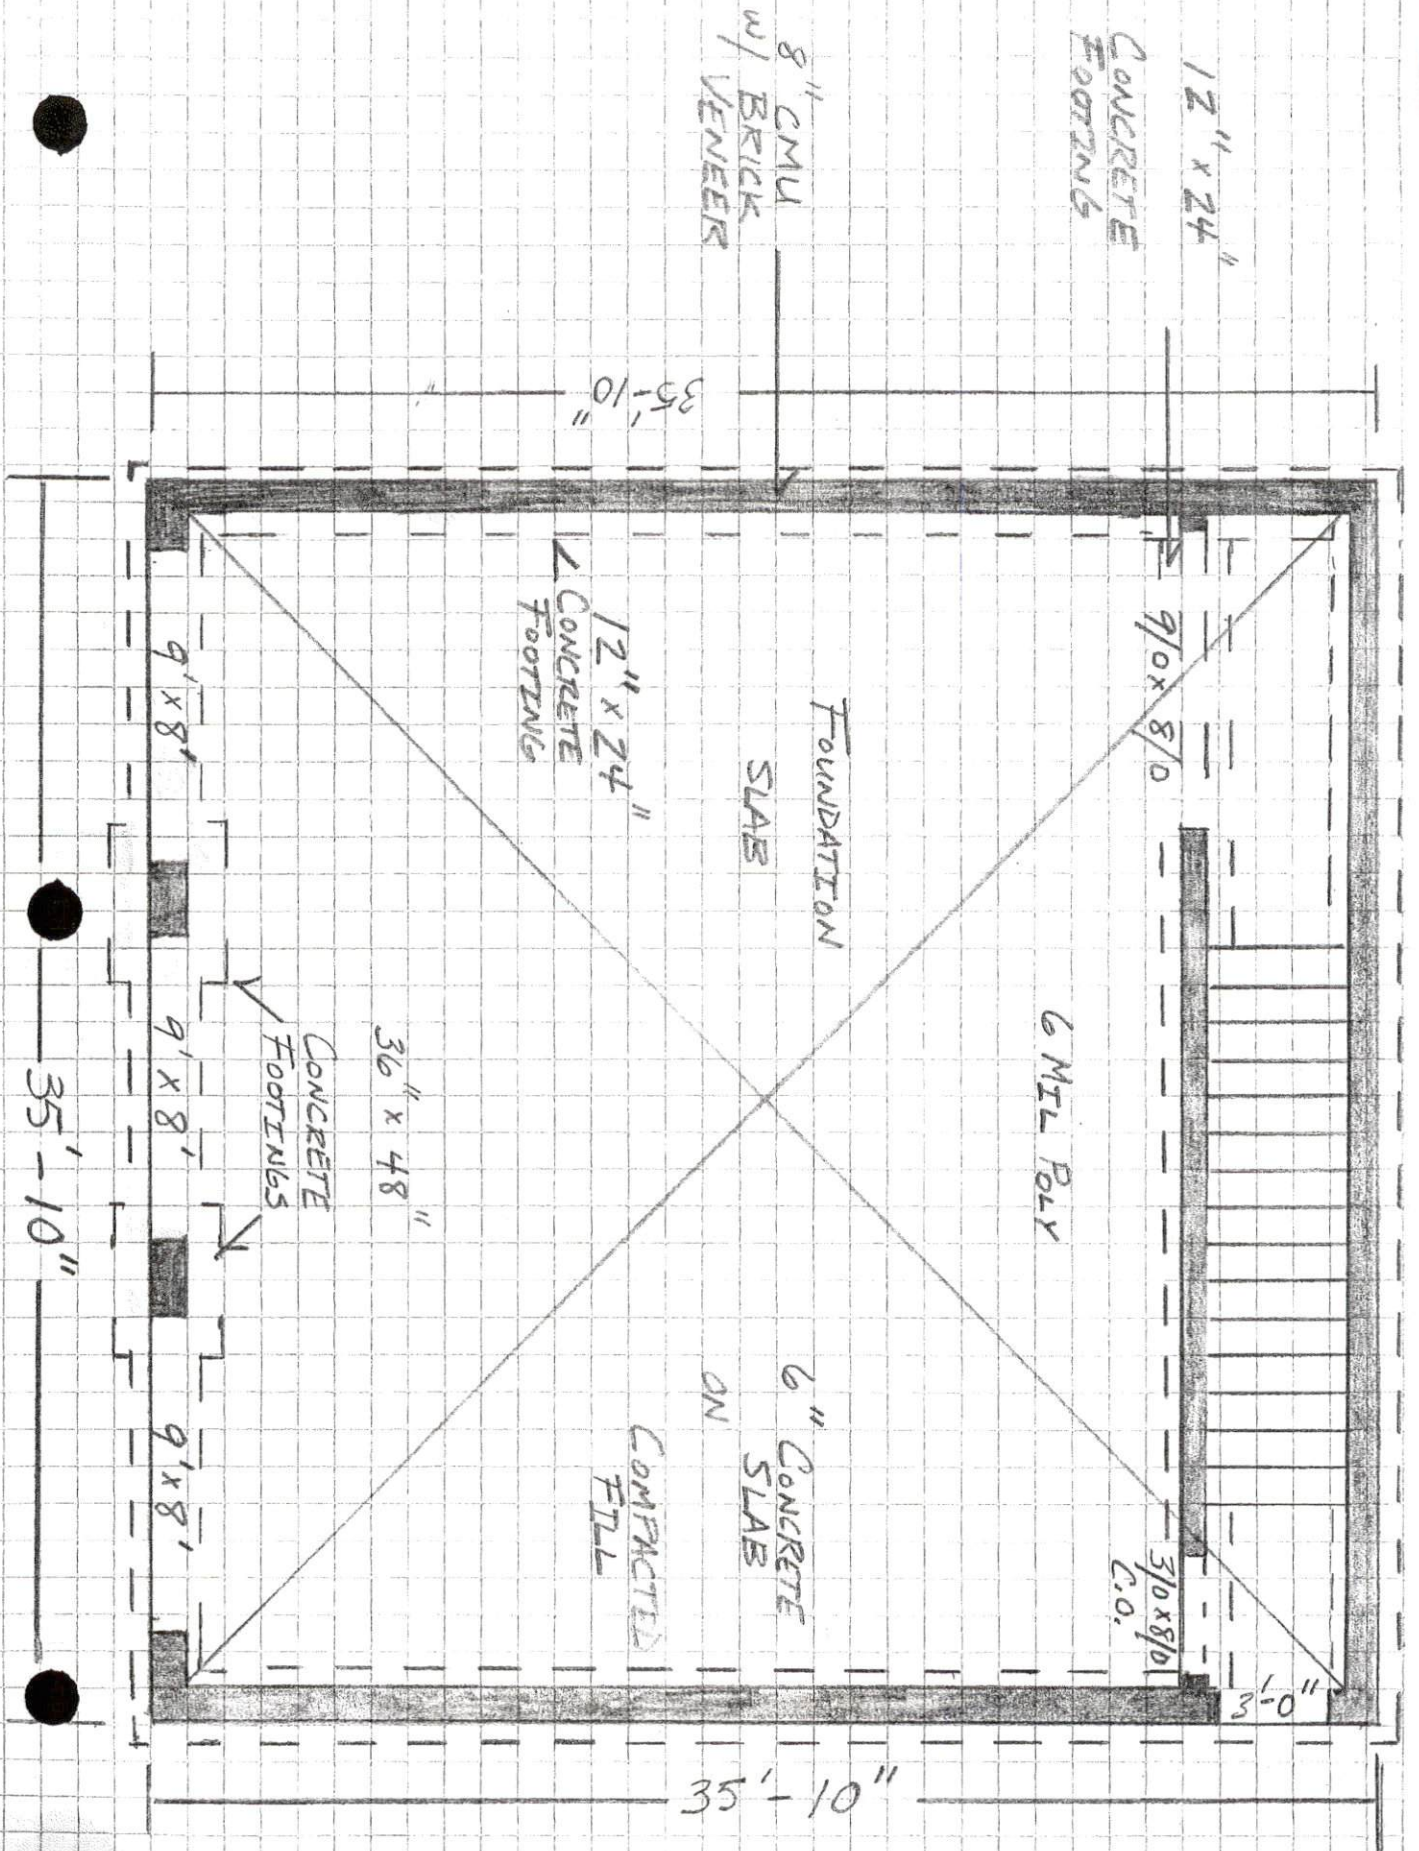 12" x 24"
CONCRETE
FOOTING
8" CMU
w/ BRICK
VENEER
35'-10"
9/0 x 8/0
FOUNDATION
SLAB
12" x 24"
CONCRETE
FOOTING
6 MIL POLY
36" x 48"
CONCRETE
FOOTINGS
6" CONCRETE
SLAB
ON
COMPACTED
FILL
3/0 x 8/0
C.O.
3'-0"
9' x 8'
9' x 8'
9' x 8'
35'-10"
35'-10"